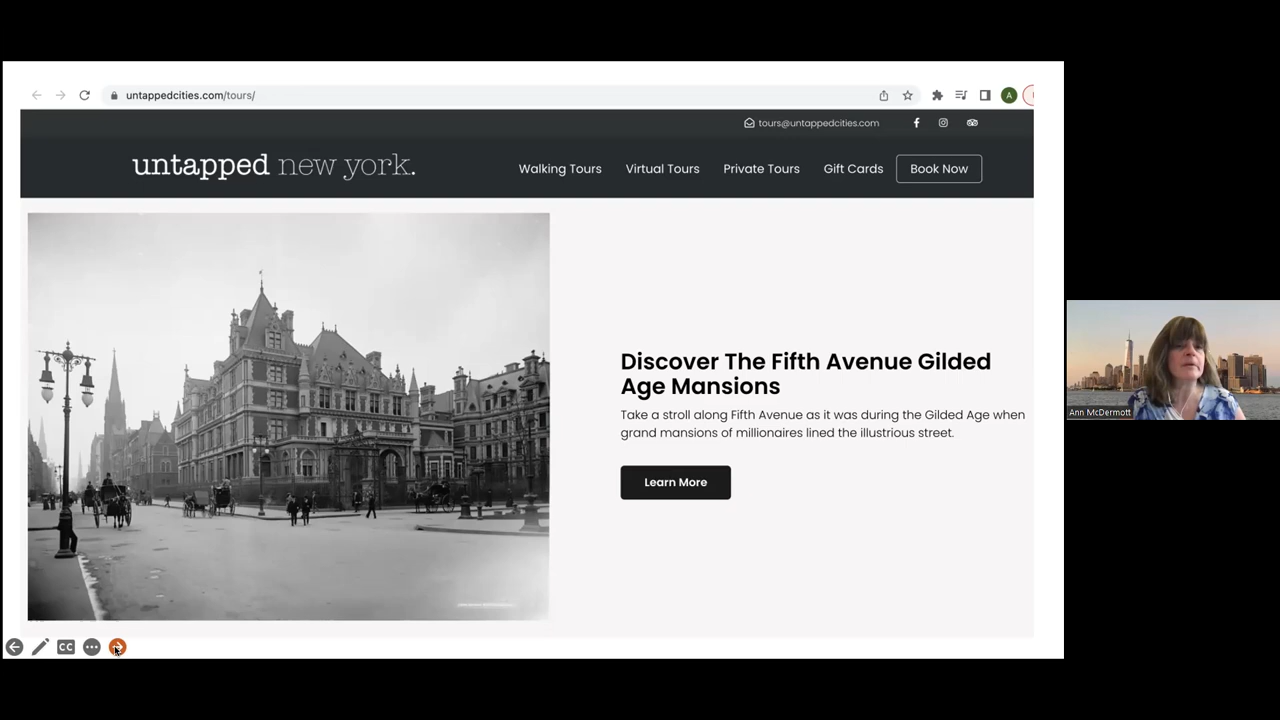 untappedcities.com/tours/
A
tours@untappedcities.com
untapped new york.
Walking Tours
Virtual Tours
Private Tours
Gift Cards
Book Now
Discover The Fifth Avenue Gilded
Age Mansions
Take a stroll along Fifth Avenue as it was during the Gilded Age when
grand mansions of millionaires lined the illustrious street.
Learn More
CC
Ann McDermott